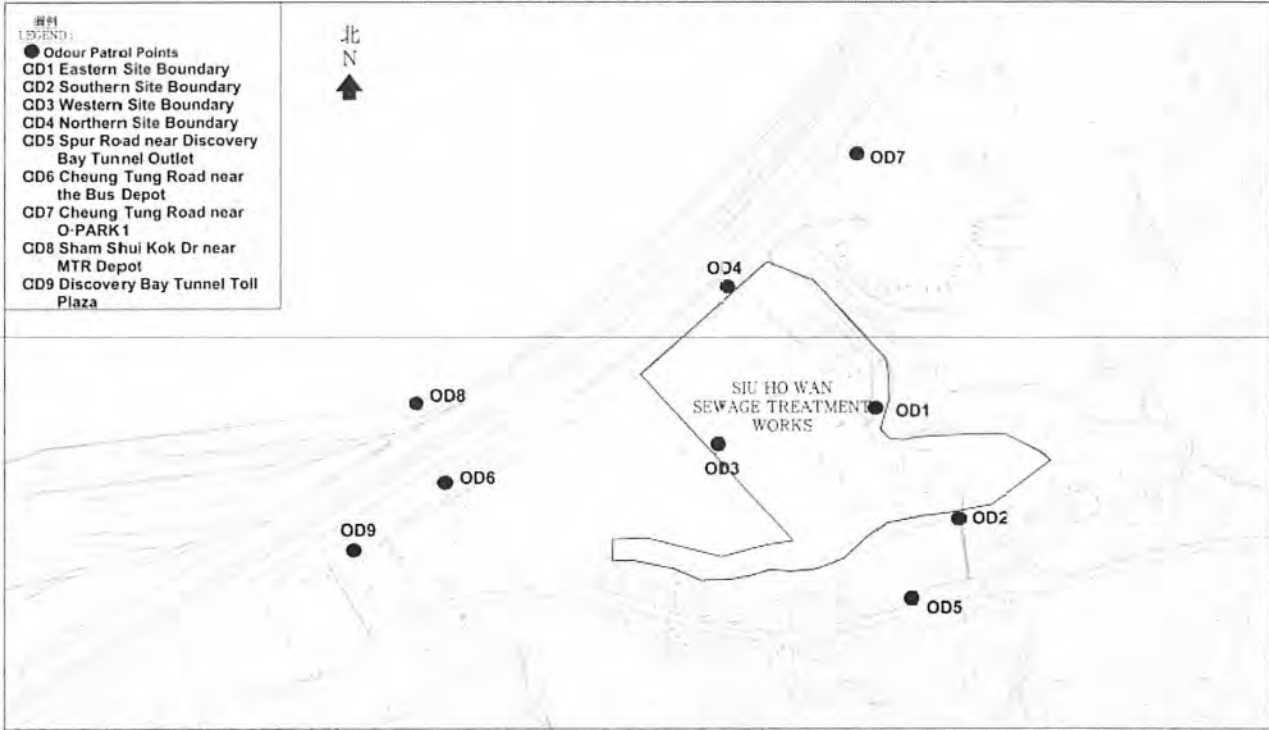 圖例
LEGEND:
Odour Patrol Points
OD1 Eastern Site Boundary
OD2 Southern Site Boundary
OD3 Western Site Boundary
OD4 Northern Site Boundary
OD5 Spur Road near Discovery
Bay Tunnel Outlet
OD6 Cheung Tung Road near
the Bus Depot
OD7 Cheung Tung Road near
O·PARK1
OD8 Sham Shui Kok Dr near
MTR Depot
OD9 Discovery Bay Tunnel Toll
Plaza
北
N
OD7
OD4
OD8
SIU HO WAN
SEWAGE TREATMENT
WORKS
OD1
OD3
OD6
OD2
OD9
OD5